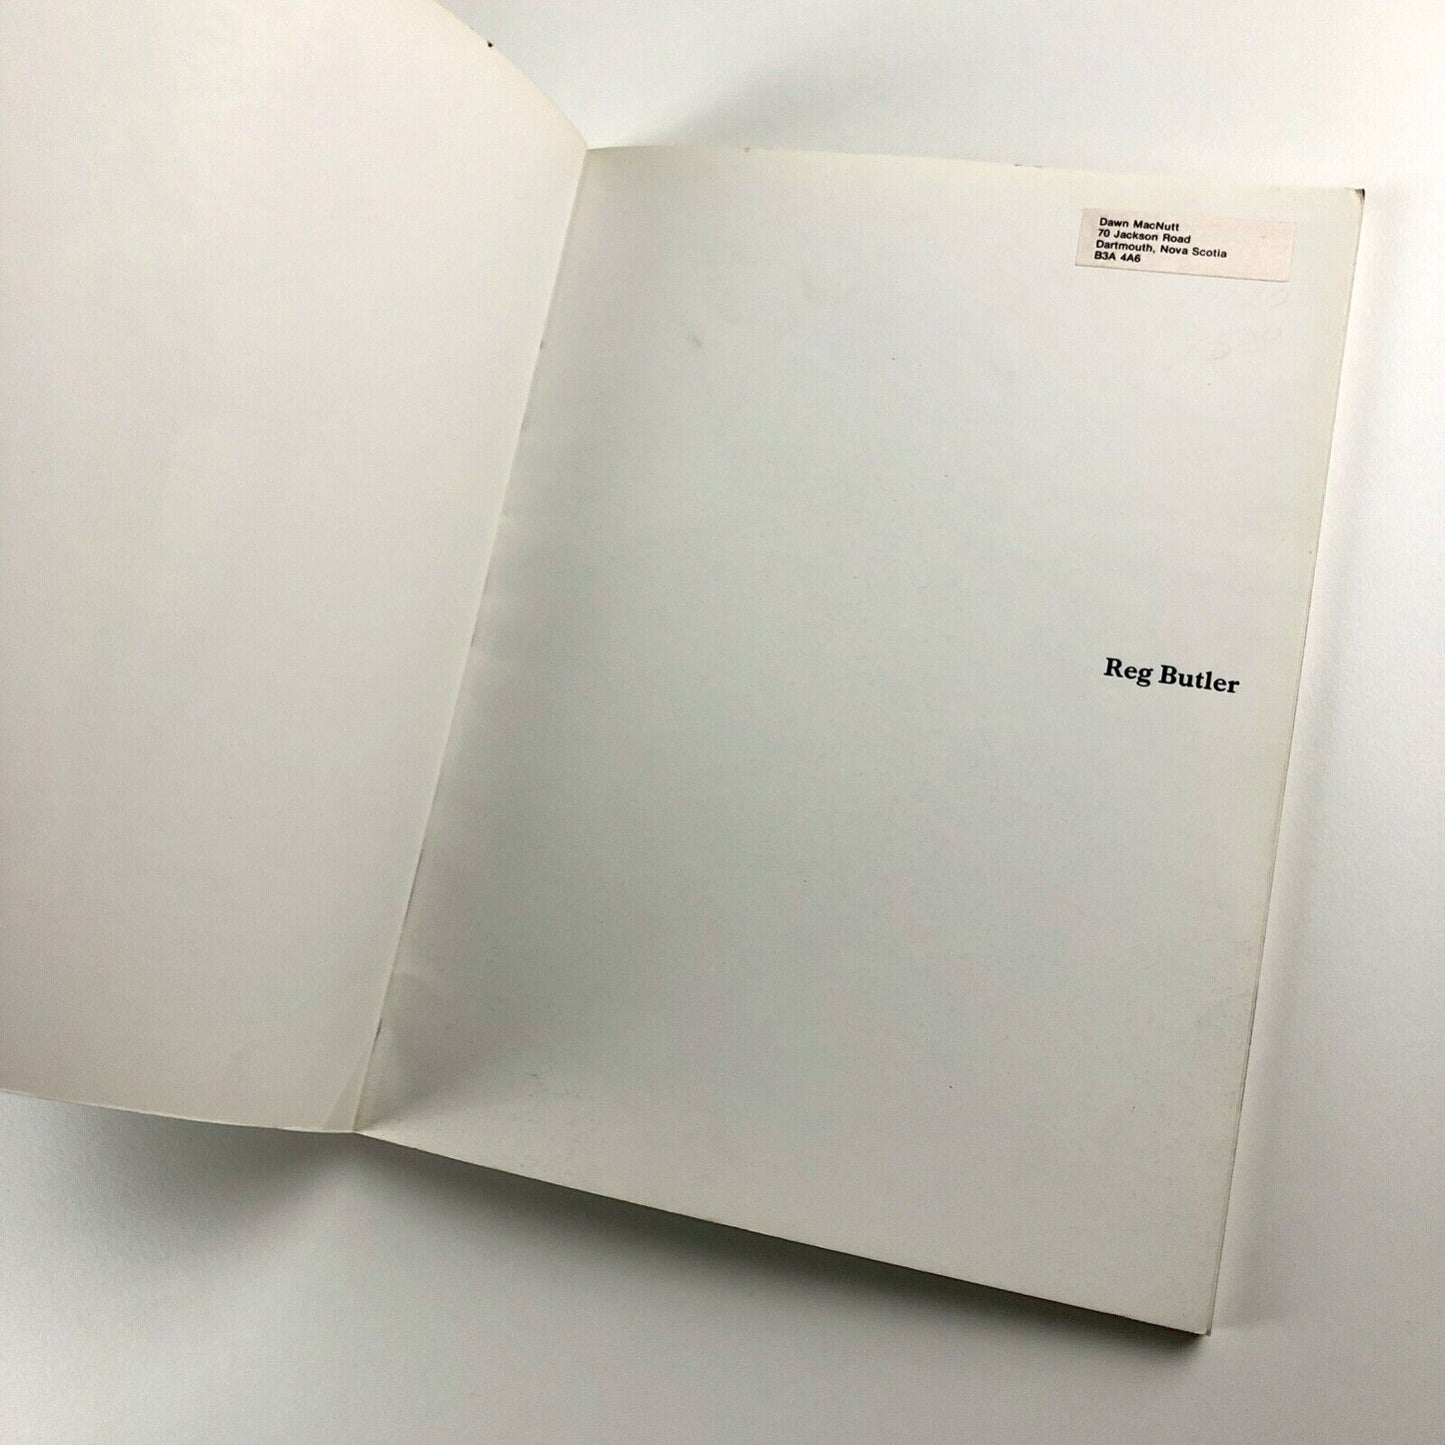 Dawn MacNutt
70 Jackson Road
Dartmouth, Nova Scotia
B3A 4A6
Reg Butler